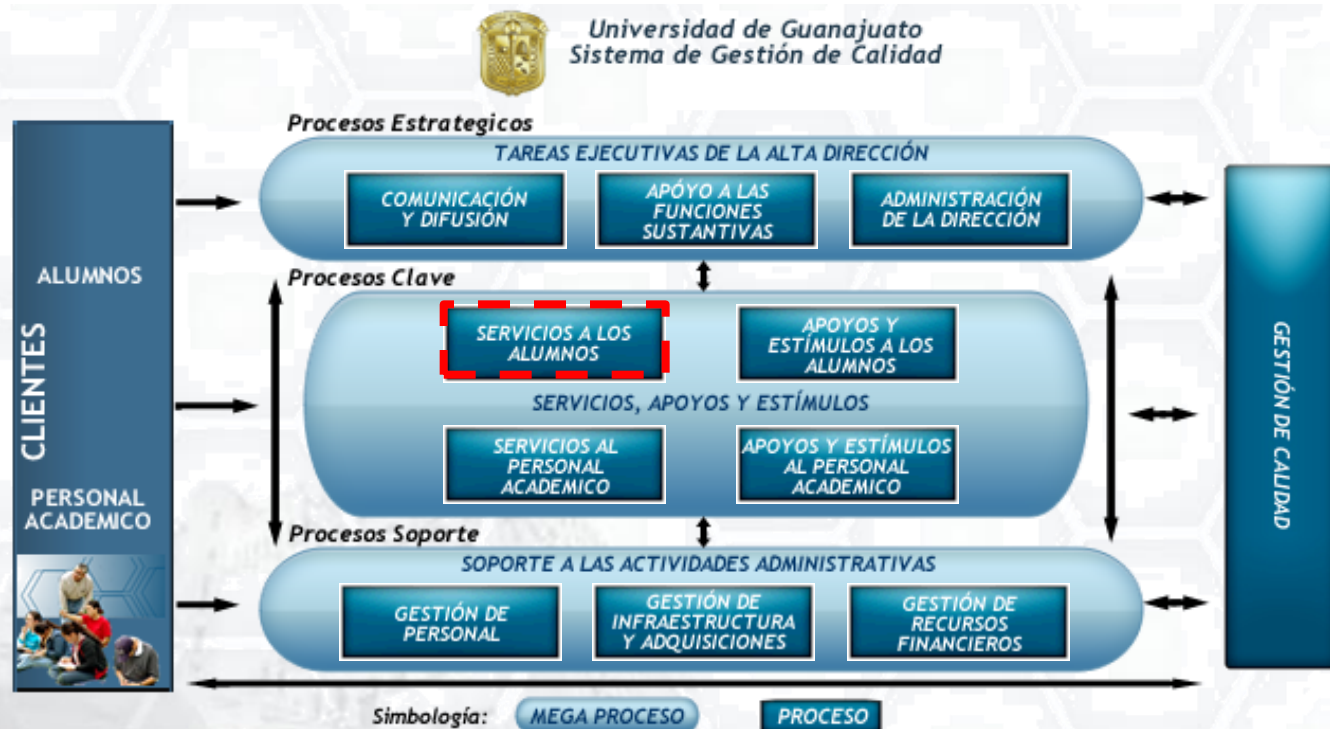 Universidad de Guanajuato
Sistema de Gestión de Calidad
Procesos Estrategicos
TAREAS EJECUTIVAS DE LA ALTA DIRECCIÓN
COMUNICACIÓN
Y DIFUSIÓN
APÓYO A LAS
FUNCIONES
SUSTANTIVAS
ADMINISTRACIÓN
DE LA DIRECCIÓN
CLIENTES
ALUMNOS
PERSONAL
ACADEMICO
Procesos Clave
SERVICIOS A LOS
ALUMNOS
APOYOS Y
ESTÍMULOS A LOS
ALUMNOS
SERVICIOS, APOYOS Y ESTÍMULOS
SERVICIOS AL
PERSONAL
ACADEMICO
APOYOS Y ESTÍMULOS
AL PERSONAL
ACADEMICO
GESTIÓN DE CALIDAD
Procesos Soporte
SOPORTE A LAS ACTIVIDADES ADMINISTRATIVAS
GESTIÓN DE
PERSONAL
GESTIÓN DE
INFRAESTRUCTURA
Y ADQUISICIONES
GESTIÓN DE
RECURSOS
FINANCIEROS
Simbología:
MEGA PROCESO
PROCESO